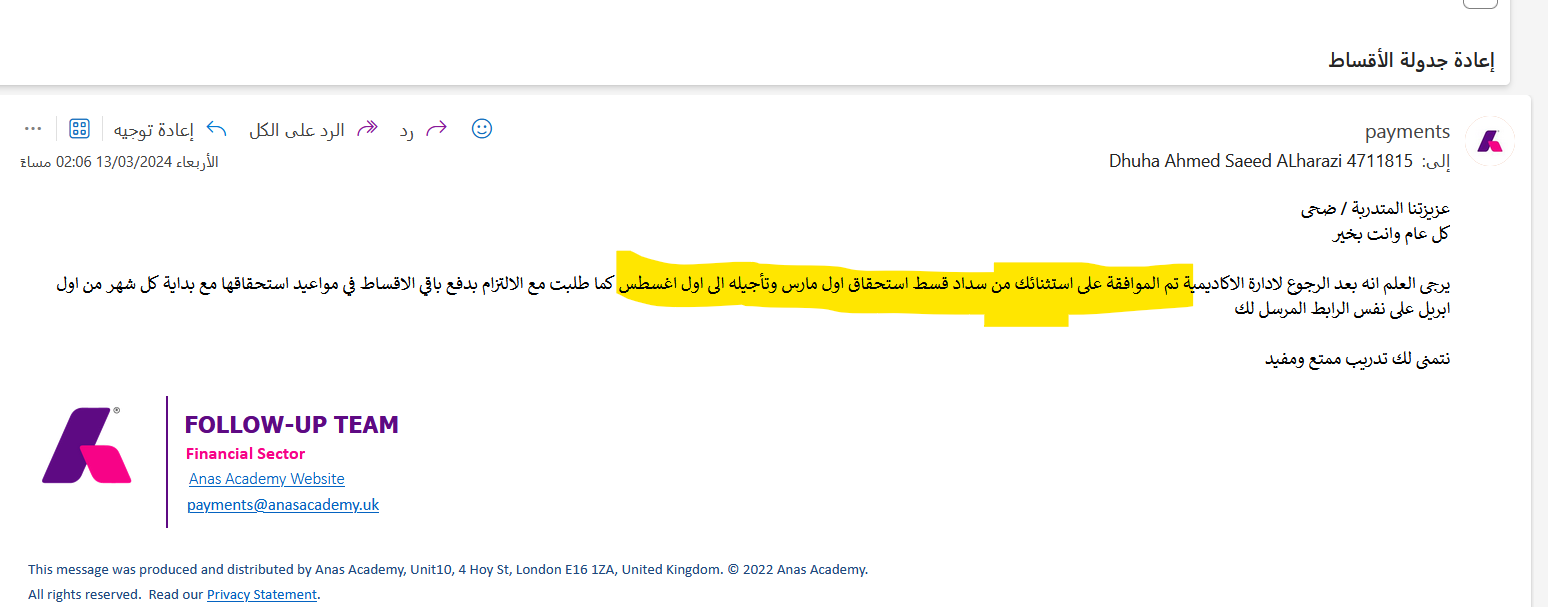 إعادة جدولة الأقساط
payments
إلى: Dhuha Ahmed Saeed ALharazi 4711815
رد
الرد على الكل
إعادة توجيه
الأربعاء 13/03/2024 02:06 مساءً
عزيزتنا المتدربة / ضحى
كل عام وانت بخير
يرجى العلم انه بعد الرجوع لادارة الاكاديمية تم الموافقة على استثنائك من سداد قسط استحقاق اول مارس وتأجيله الى اول اغسطس كما طلبت مع الالتزام بدفع باقي الاقساط في مواعيد استحقاقها مع بداية كل شهر من اول
ابريل على نفس الرابط المرسل لك
نتمنى لك تدريب ممتع ومفيد
®
FOLLOW-UP TEAM
Financial Sector
Anas Academy Website
payments@anasacademy.uk
This message was produced and distributed by Anas Academy, Unit10, 4 Hoy St, London E16 1ZA, United Kingdom. © 2022 Anas Academy.
All rights reserved. Read our Privacy Statement.